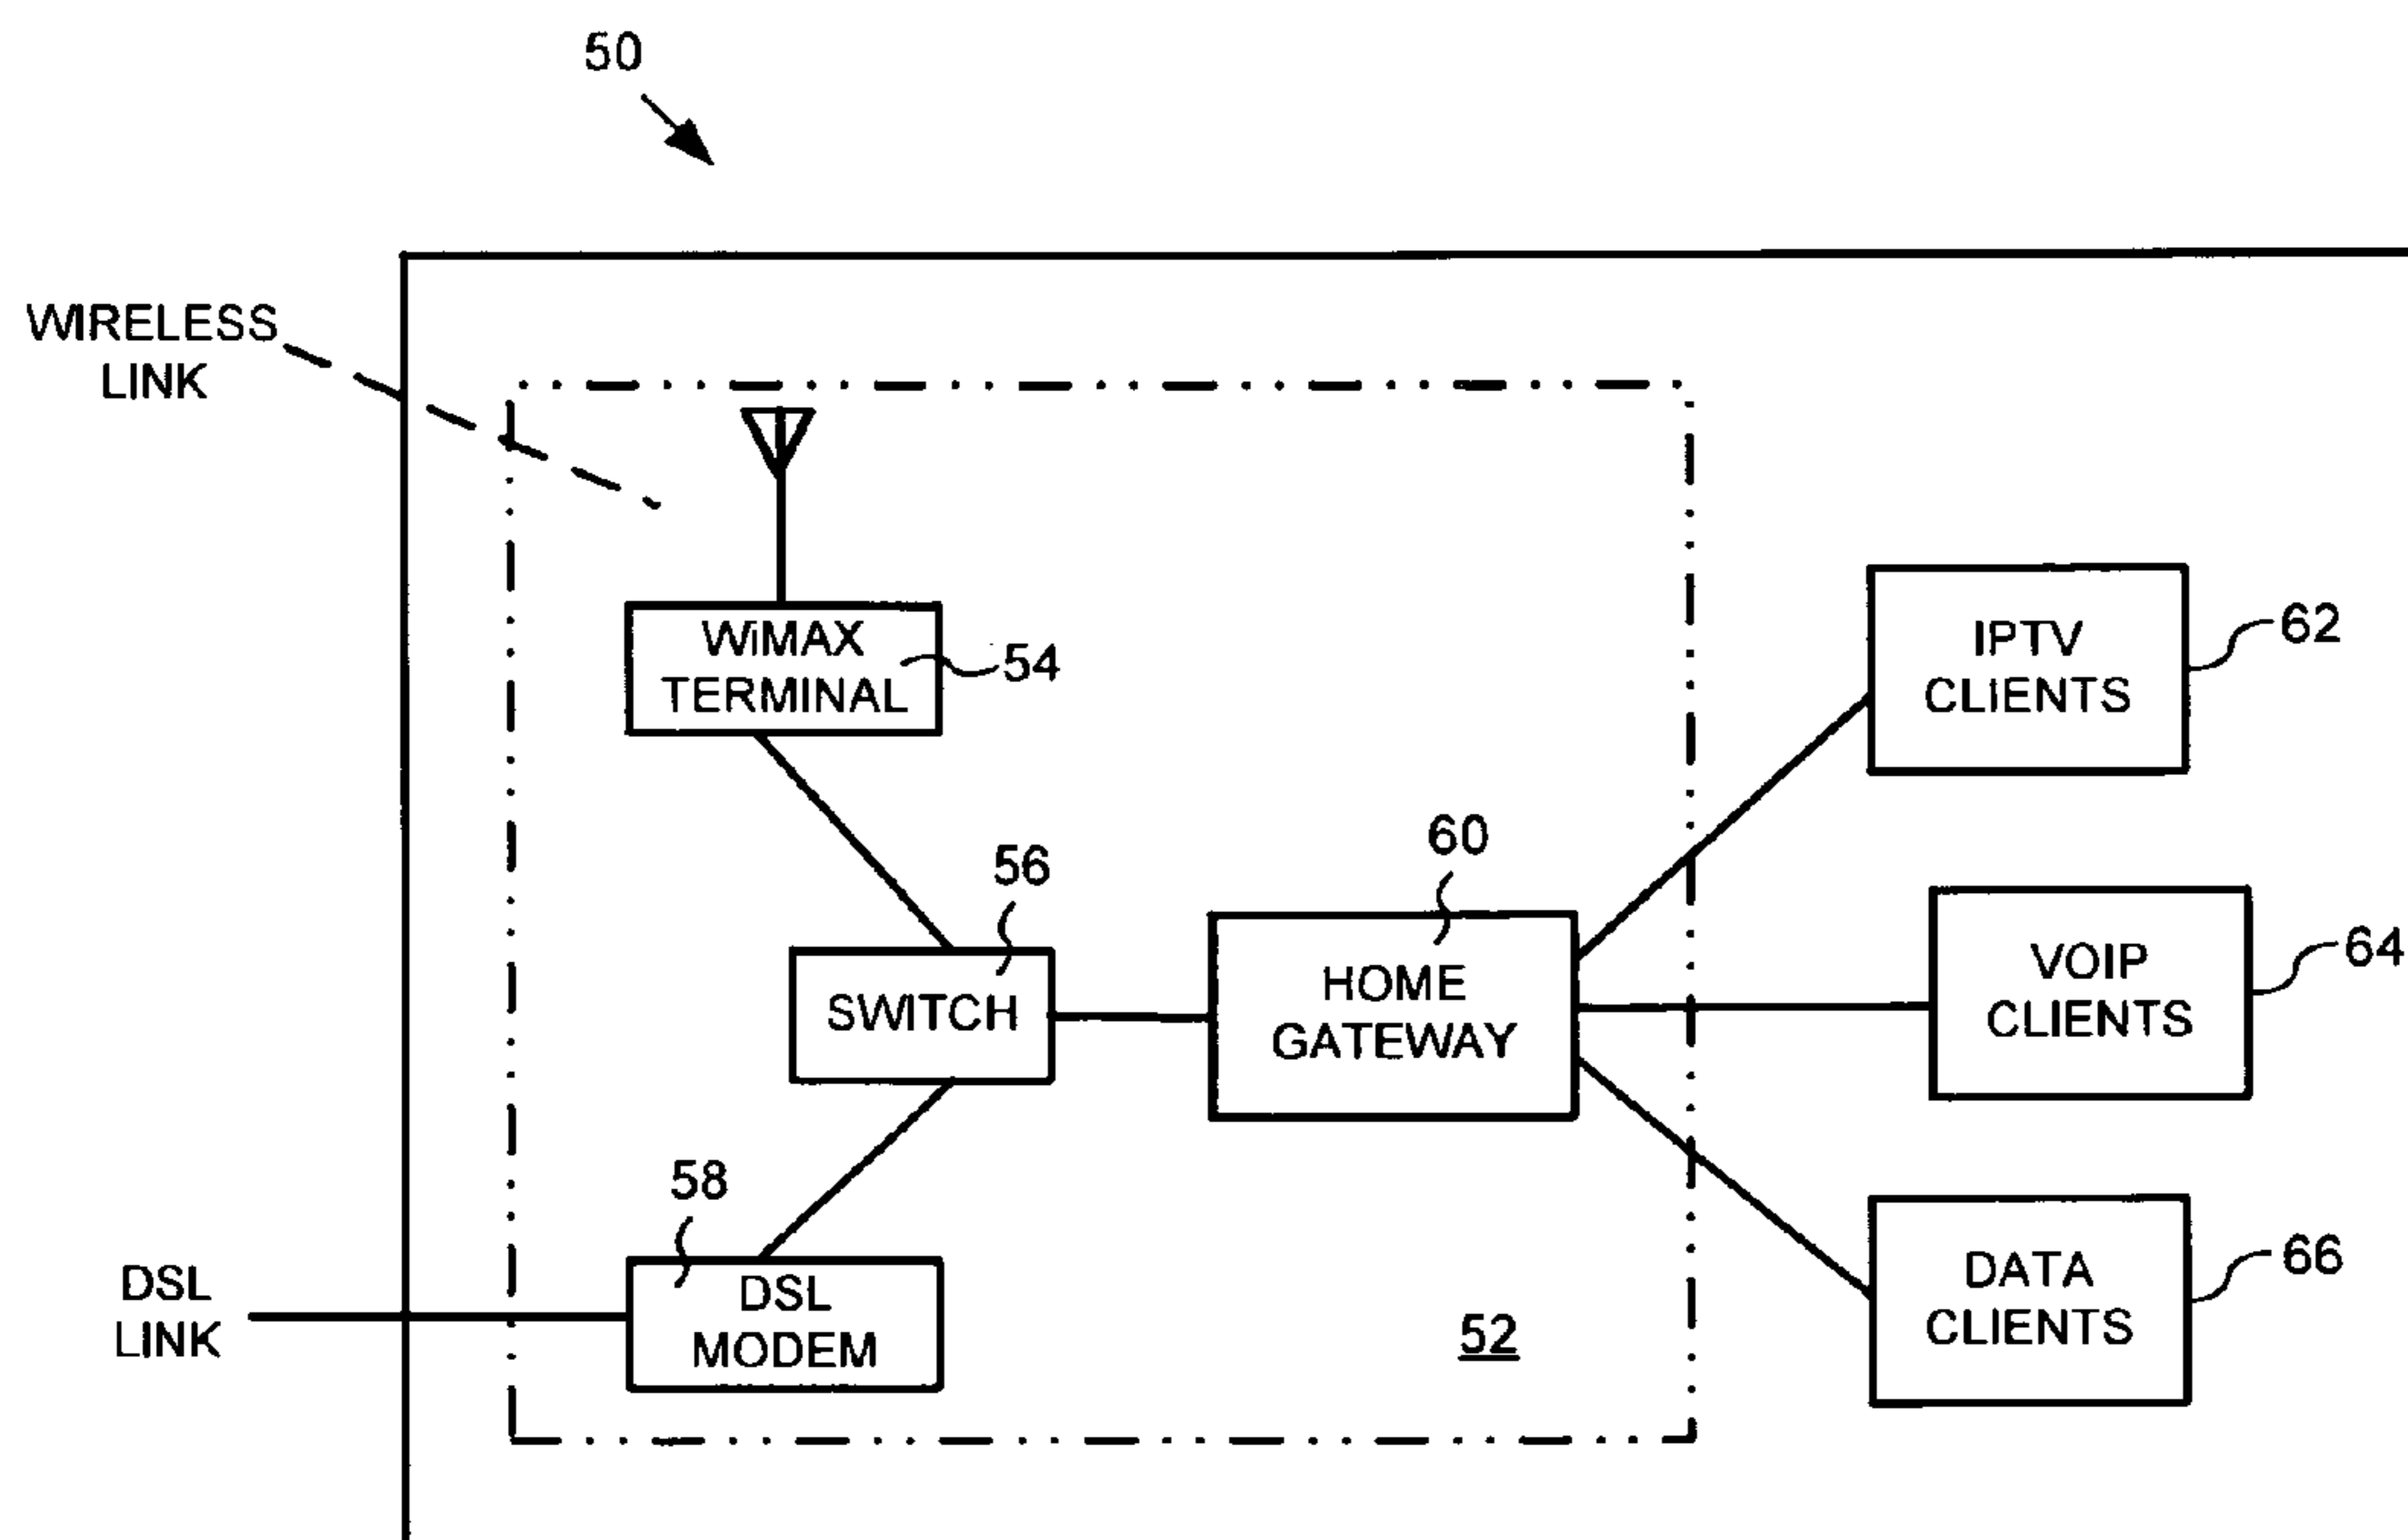 50
WIRELESS
LINK
WiMAX
TERMINAL
54
IPTV
CLIENTS
62
56
SWITCH
60
HOME
GATEWAY
VOIP
CLIENTS
64
58
DSL
MODEM
DSL
LINK
52
DATA
CLIENTS
66